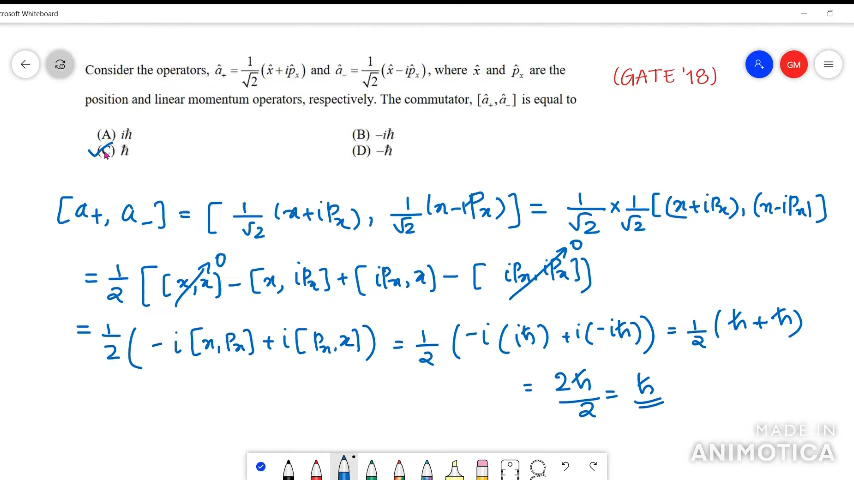 crosoft Whiteboard
Consider the operators, â₊ = 1/√2 (x̂ + ip̂ₓ) and â₋ = 1/√2 (x̂ − ip̂ₓ), where x̂ and p̂ₓ are the
(GATE '18)
GM
position and linear momentum operators, respectively. The commutator, [â₊, â₋] is equal to
(A) iħ (B) −iħ
(C) ħ (D) −ħ
[a₊, a₋] = [1/√2 (x+iPₓ), 1/√2 (x−iPₓ)] = 1/√2 × 1/√2 [(x+iPₓ), (x−iPₓ)]
= 1/2 [[x,x]⁰ − [x, iPₓ] + [iPₓ, x] − [iPₓ, iPₓ]⁰]
= 1/2 (−i[x,Pₓ] + i[Pₓ,x]) = 1/2 (−i(iħ) + i(−iħ)) = 1/2 (ħ + ħ)
= 2ħ/2 = ħ
MADE IN
ANIMOTICA